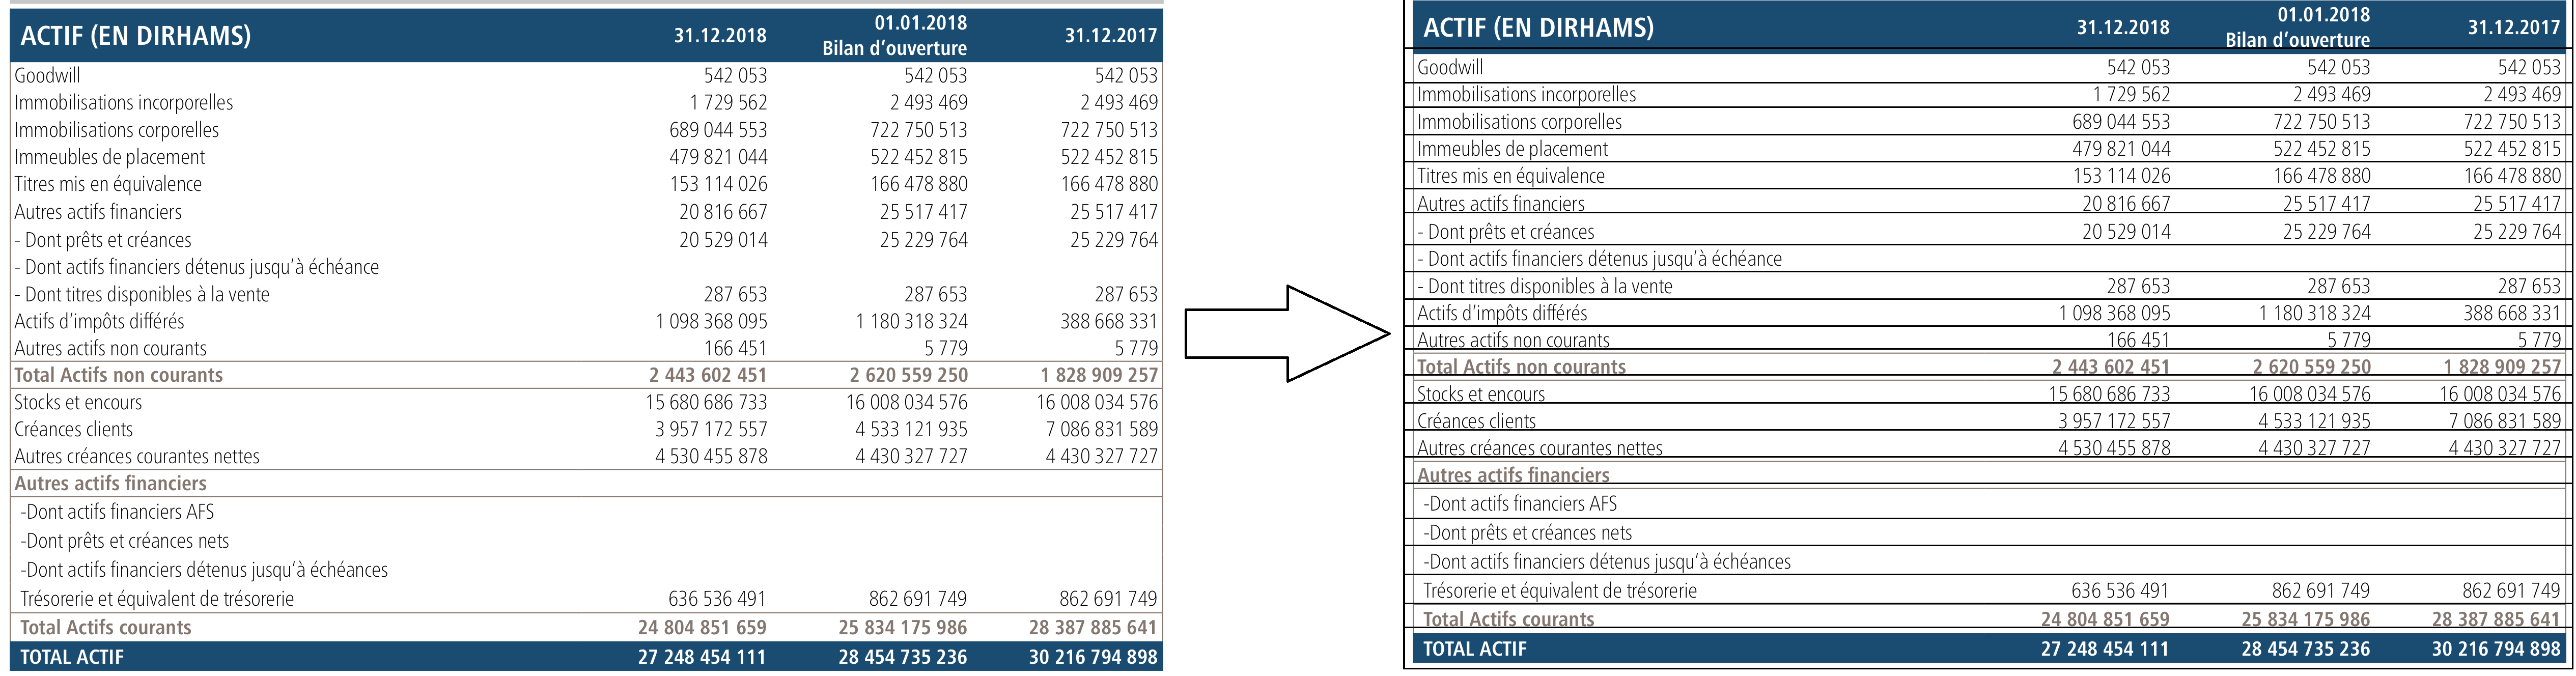 ACTIF (EN DIRHAMS) 31.12.2018 01.01.2018 Bilan d’ouverture 31.12.2017
Goodwill 542 053 542 053 542 053
Immobilisations incorporelles 1 729 562 2 493 469 2 493 469
Immobilisations corporelles 689 044 553 722 750 513 722 750 513
Immeubles de placement 479 821 044 522 452 815 522 452 815
Titres mis en équivalence 153 114 026 166 478 880 166 478 880
Autres actifs financiers 20 816 667 25 517 417 25 517 417
- Dont prêts et créances 20 529 014 25 229 764 25 229 764
- Dont actifs financiers détenus jusqu’à échéance
- Dont titres disponibles à la vente 287 653 287 653 287 653
Actifs d’impôts différés 1 098 368 095 1 180 318 324 388 668 331
Autres actifs non courants 166 451 5 779 5 779
Total Actifs non courants 2 443 602 451 2 620 559 250 1 828 909 257
Stocks et encours 15 680 686 733 16 008 034 576 16 008 034 576
Créances clients 3 957 172 557 4 533 121 935 7 086 831 589
Autres créances courantes nettes 4 530 455 878 4 430 327 727 4 430 327 727
Autres actifs financiers
-Dont actifs financiers AFS
-Dont prêts et créances nets
-Dont actifs financiers détenus jusqu’à échéances
Trésorerie et équivalent de trésorerie 636 536 491 862 691 749 862 691 749
Total Actifs courants 24 804 851 659 25 834 175 986 28 387 885 641
TOTAL ACTIF 27 248 454 111 28 454 735 236 30 216 794 898
ACTIF (EN DIRHAMS) 31.12.2018 01.01.2018 Bilan d’ouverture 31.12.2017
Goodwill 542 053 542 053 542 053
Immobilisations incorporelles 1 729 562 2 493 469 2 493 469
Immobilisations corporelles 689 044 553 722 750 513 722 750 513
Immeubles de placement 479 821 044 522 452 815 522 452 815
Titres mis en équivalence 153 114 026 166 478 880 166 478 880
Autres actifs financiers 20 816 667 25 517 417 25 517 417
- Dont prêts et créances 20 529 014 25 229 764 25 229 764
- Dont actifs financiers détenus jusqu’à échéance
- Dont titres disponibles à la vente 287 653 287 653 287 653
Actifs d’impôts différés 1 098 368 095 1 180 318 324 388 668 331
Autres actifs non courants 166 451 5 779 5 779
Total Actifs non courants 2 443 602 451 2 620 559 250 1 828 909 257
Stocks et encours 15 680 686 733 16 008 034 576 16 008 034 576
Créances clients 3 957 172 557 4 533 121 935 7 086 831 589
Autres créances courantes nettes 4 530 455 878 4 430 327 727 4 430 327 727
Autres actifs financiers
-Dont actifs financiers AFS
-Dont prêts et créances nets
-Dont actifs financiers détenus jusqu’à échéances
Trésorerie et équivalent de trésorerie 636 536 491 862 691 749 862 691 749
Total Actifs courants 24 804 851 659 25 834 175 986 28 387 885 641
TOTAL ACTIF 27 248 454 111 28 454 735 236 30 216 794 898